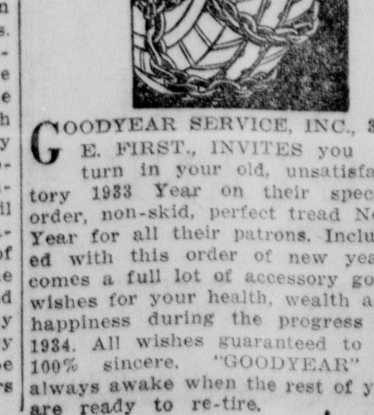 GOODYEAR SERVICE, INC.,
E. FIRST., INVITES you
turn in your old, unsatisfa
tory 1933 Year on their spec
order, non-skid, perfect tread N
Year for all their patrons. Inclu
ed with this order of new yea
comes a full lot of accessory go
wishes for your health, wealth a
happiness during the progress
1934. All wishes guaranteed to
100% sincere. "GOODYEAR"
always awake when the rest of y
are ready to re-tire.